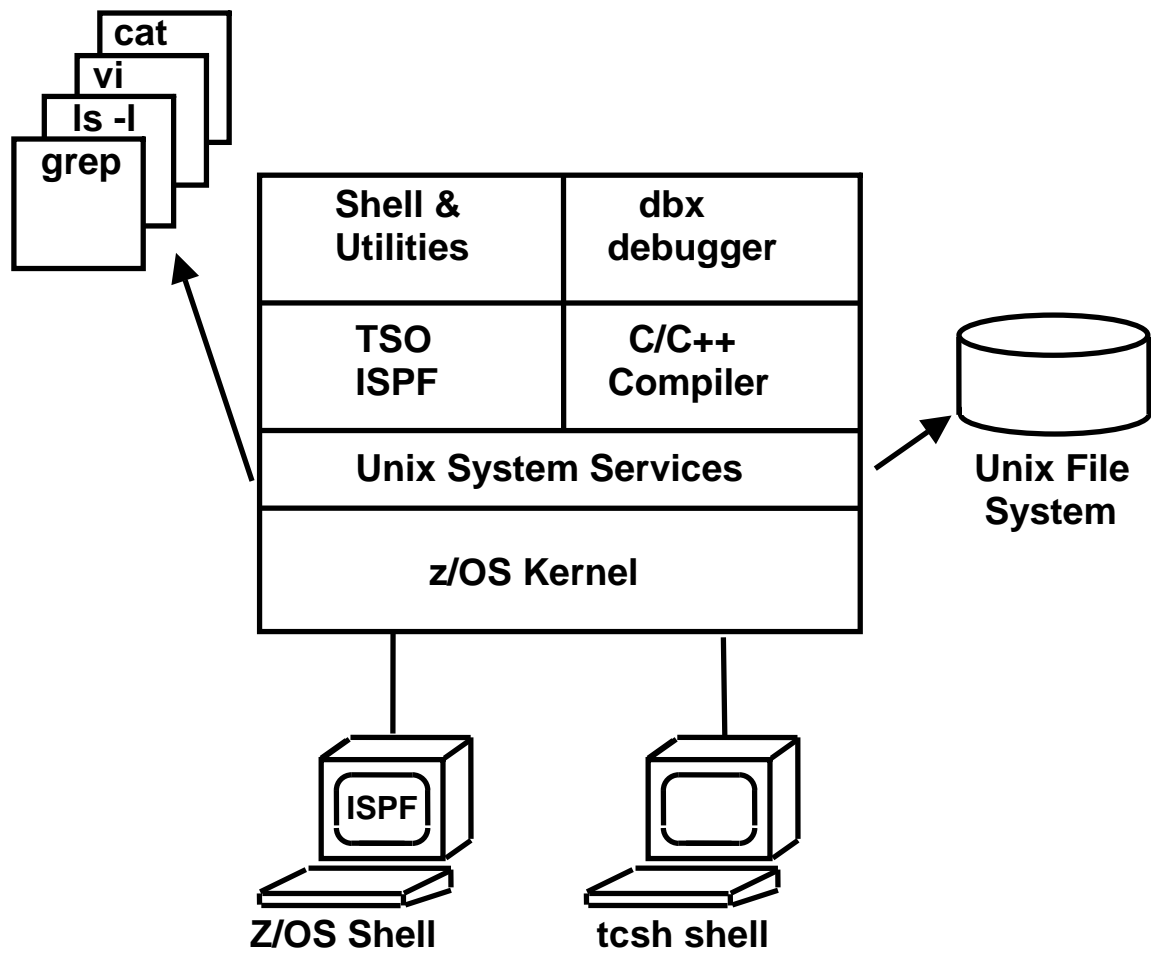 cat
vi
ls -l
grep
Shell &
Utilities
dbx
debugger
TSO
ISPF
C/C++
Compiler
Unix System Services
z/OS Kernel
Unix File
System
ISPF
Z/OS Shell
tcsh shell